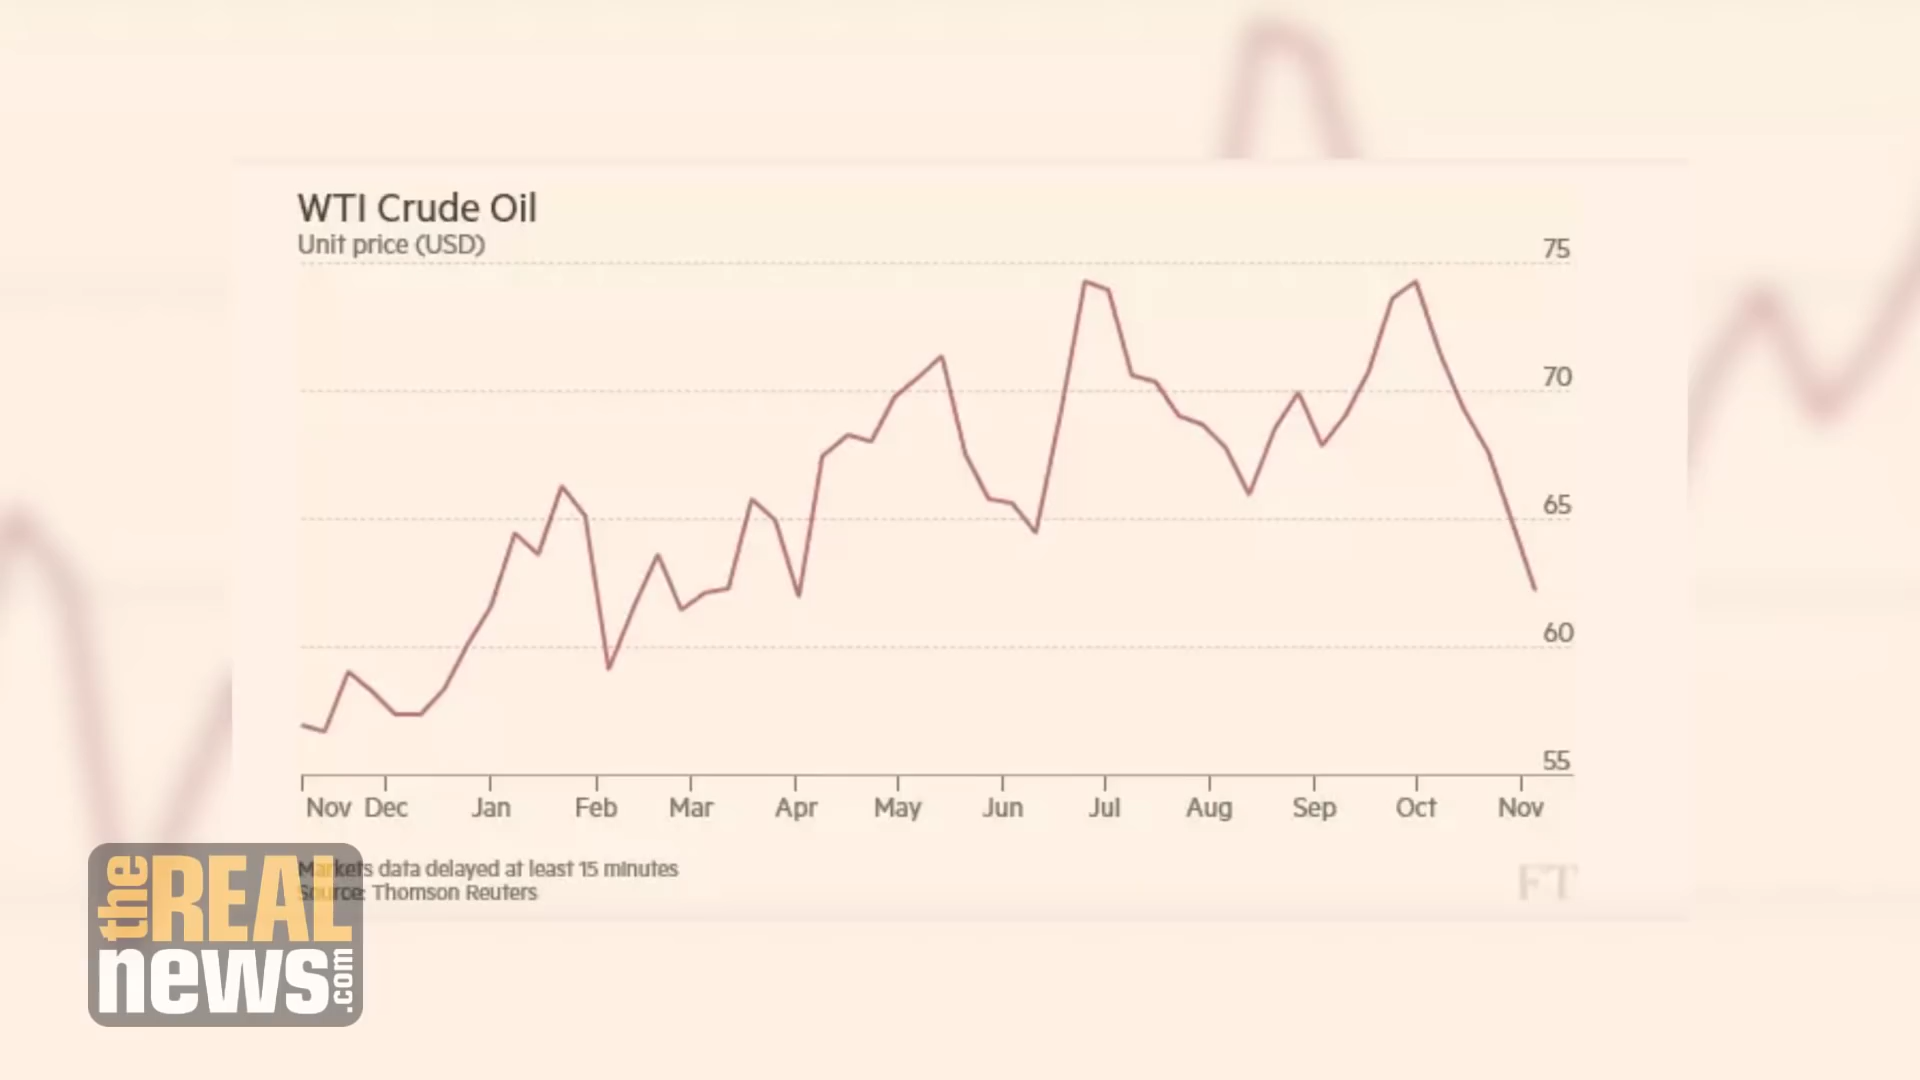 WTI Crude Oil
Unit price (USD)
75
70
65
60
55
Nov Dec Jan Feb Mar Apr May Jun Jul Aug Sep Oct Nov
Markets data delayed at least 15 minutes
Source: Thomson Reuters
FT
the REAL
news.com